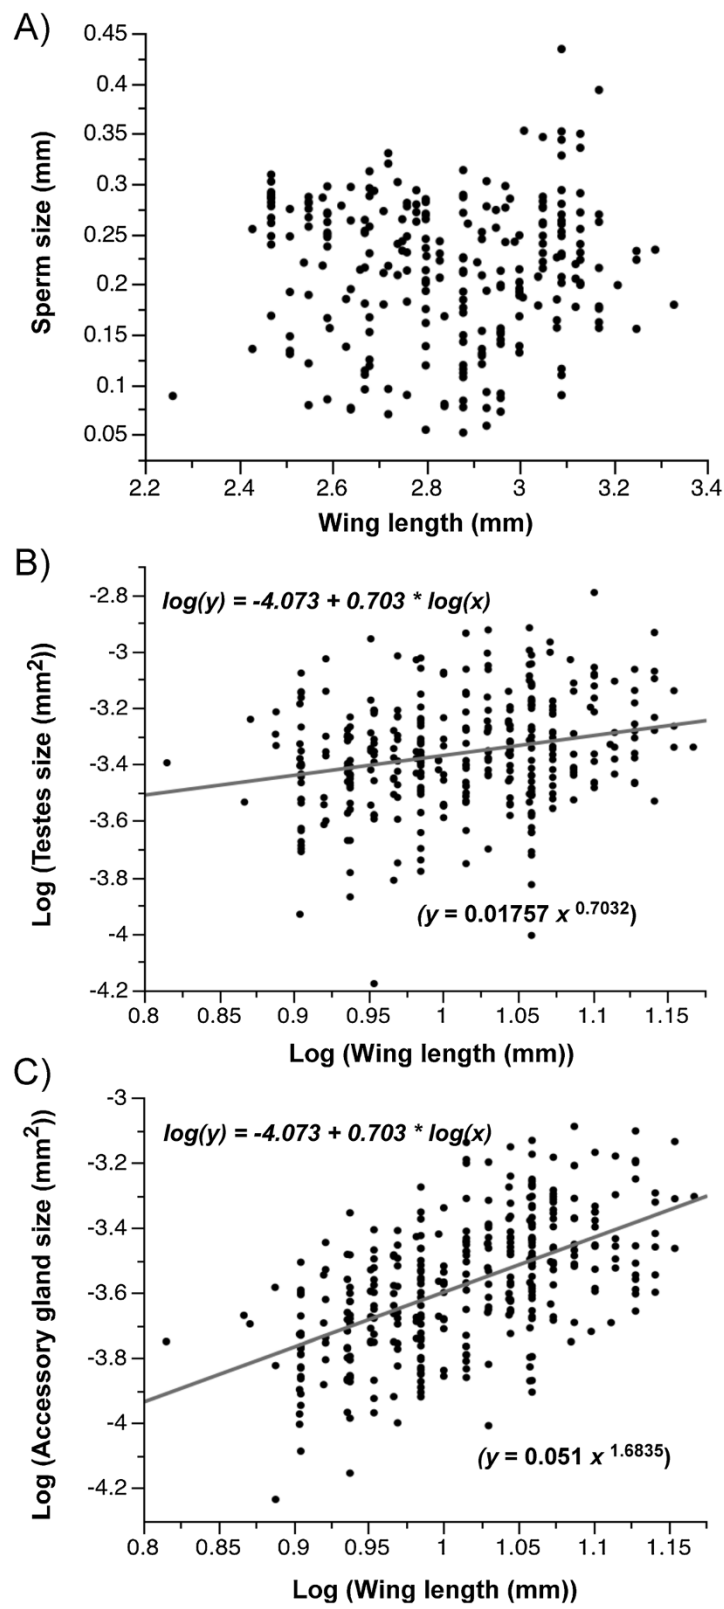 A)
0.45
0.4
0.35
0.3
0.25
0.2
0.15
0.1
0.05
Sperm size (mm)
2.2 2.4 2.6 2.8 3 3.2 3.4
Wing length (mm)
B)
log(y) = -4.073 + 0.703 * log(x)
-2.8
-3
-3.2
-3.4
-3.6
-3.8
-4
-4.2
Log (Testes size (mm²))
(y = 0.01757 x ^0.7032)
0.8 0.85 0.9 0.95 1 1.05 1.1 1.15
Log (Wing length (mm))
C)
log(y) = -4.073 + 0.703 * log(x)
-3
-3.2
-3.4
-3.6
-3.8
-4
-4.2
Log (Accessory gland size (mm²))
(y = 0.051 x ^1.6835)
0.8 0.85 0.9 0.95 1 1.05 1.1 1.15
Log (Wing length (mm))